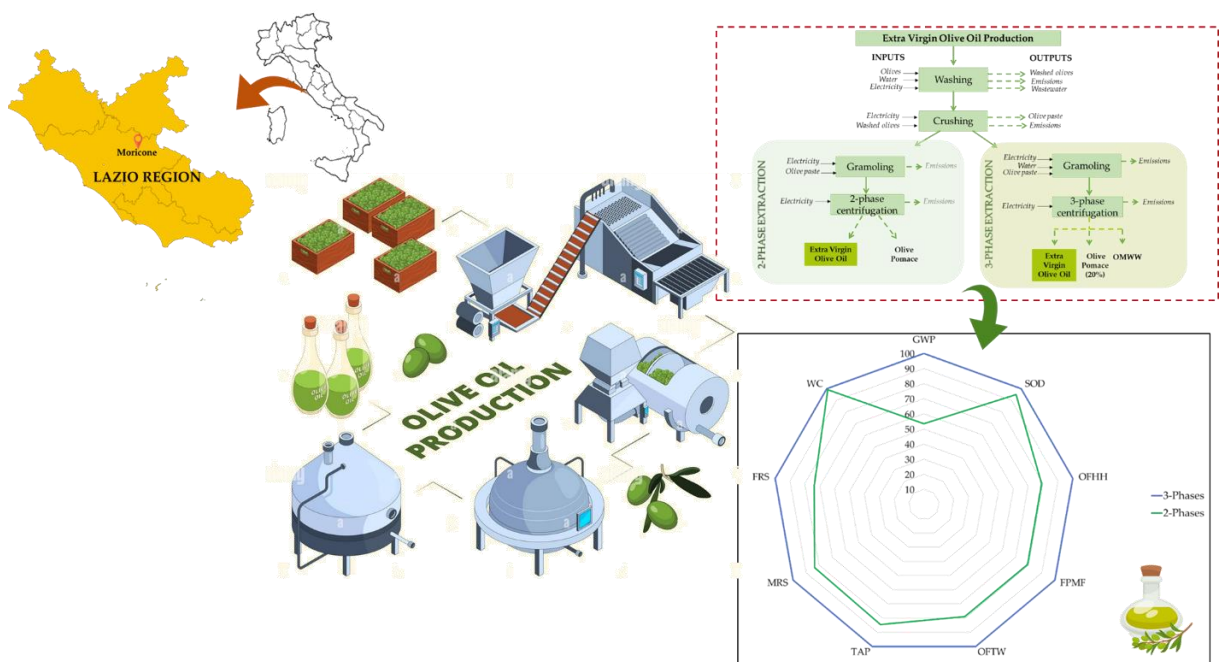 Moricone
LAZIO REGION
OLIVE OIL
PRODUCTION
Extra Virgin Olive Oil Production
INPUTS
OUTPUTS
Olives
Water
Electricity
Washing
Washed olives
Emissions
Wastewater
Electricity
Washed olives
Crushing
Olive paste
Emissions
2-PHASE EXTRACTION
Electricity
Olive paste
Gramoling
Emissions
Electricity
2-phase
centrifugation
Emissions
Extra Virgin
Olive Oil
Olive
Pomace
3-PHASE EXTRACTION
Electricity
Water
Olive paste
Gramoling
Emissions
Electricity
3-phase
centrifugation
Emissions
Extra
Virgin
Olive Oil
Olive
Pomace
(20%)
OMWW
GWP
SOD
OFHH
FPMF
OFTW
TAP
MRS
FRS
WC
100
90
80
70
60
50
40
30
20
10
3-Phases
2-Phases